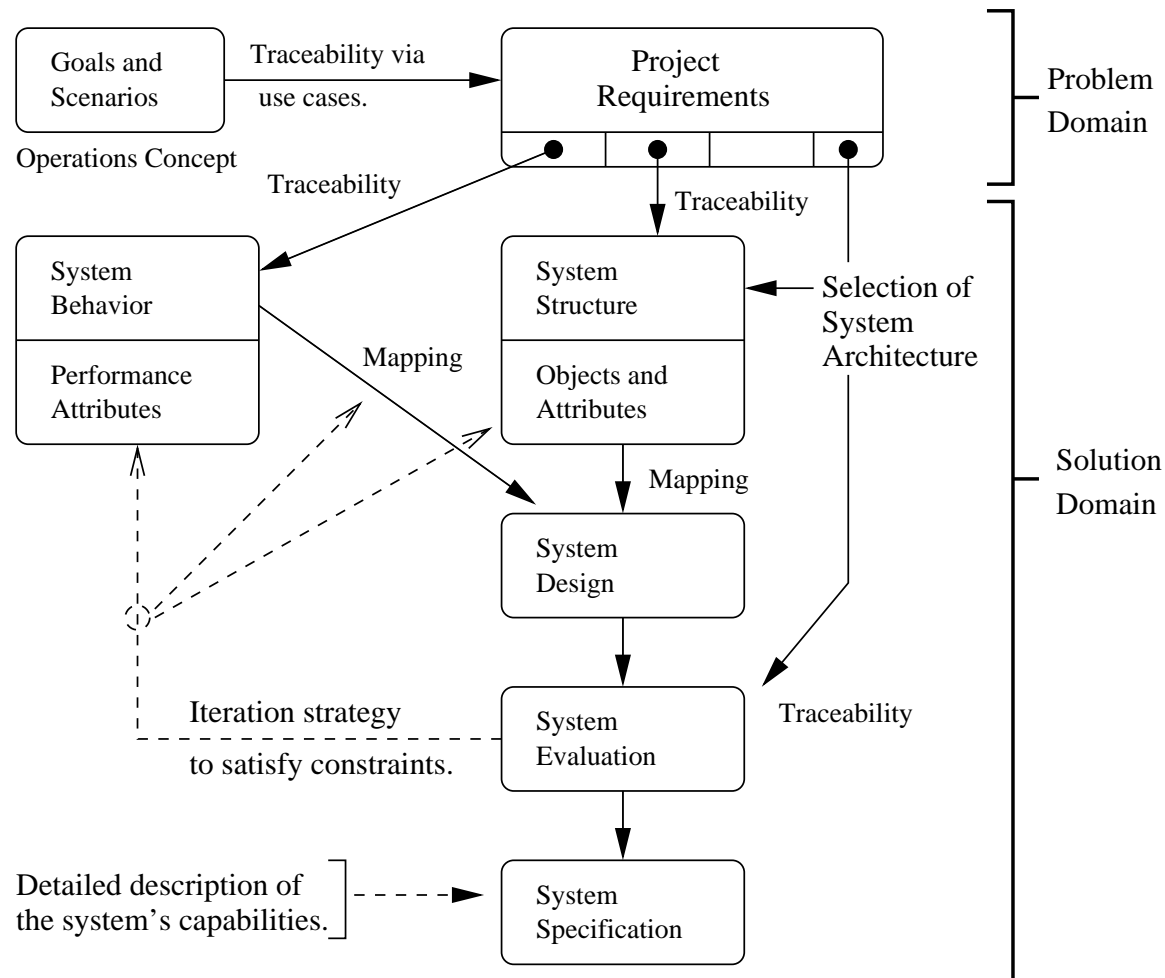 Goals and
Scenarios
Traceability via
use cases.
Project
Requirements
Problem
Domain
Operations Concept
Traceability
Traceability
System
Behavior
Performance
Attributes
Mapping
System
Structure
Objects and
Attributes
Selection of
System
Architecture
Mapping
Solution
Domain
System
Design
Iteration strategy
to satisfy constraints.
System
Evaluation
Traceability
Detailed description of
the system's capabilities.
System
Specification